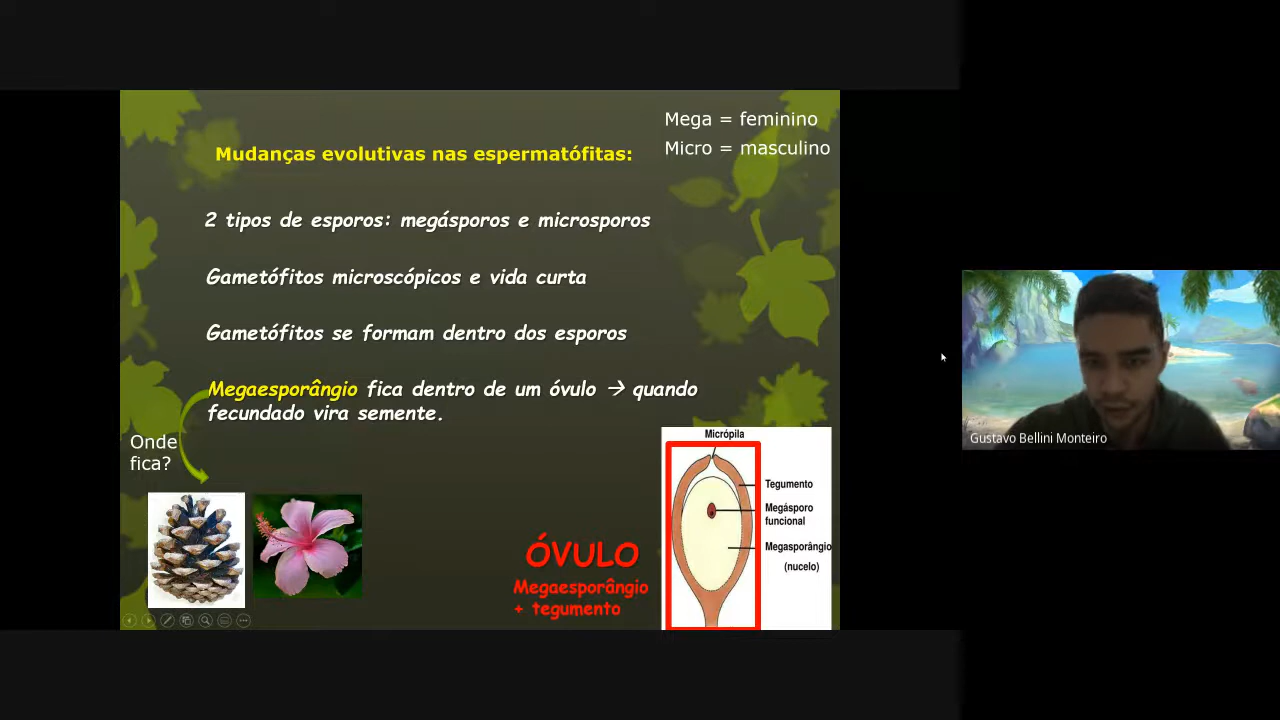 Mega = feminino
Micro = masculino
Mudanças evolutivas nas espermatófitas:
2 tipos de esporos: megásporos e microsporos
Gametófitos microscópicos e vida curta
Gametófitos se formam dentro dos esporos
Megaesporângio fica dentro de um óvulo → quando
fecundado vira semente.
Onde
fica?
ÓVULO
Megaesporângio
+ tegumento
Micrópila
Tegumento
Megásporo
funcional
Megasporângio
(nucelo)
Gustavo Bellini Monteiro